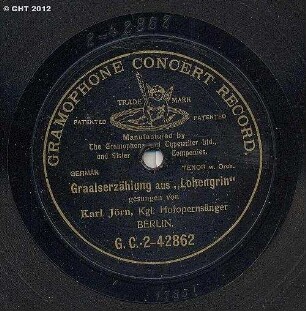 © CHT 2012
2-42862
GRAMOPHONE CONCERT RECORD
TRADE MARK
PATENTED PATENTED
Manufactured by
The Gramophone and Typewriter ltd.,
and Sister Companies.
GERMAN TENOR w. Orch.
Graalserzählung aus „Lohengrin“
gesungen von
Karl Jörn, Kgl. Hofopernsänger
BERLIN.
G.C.-2-42862